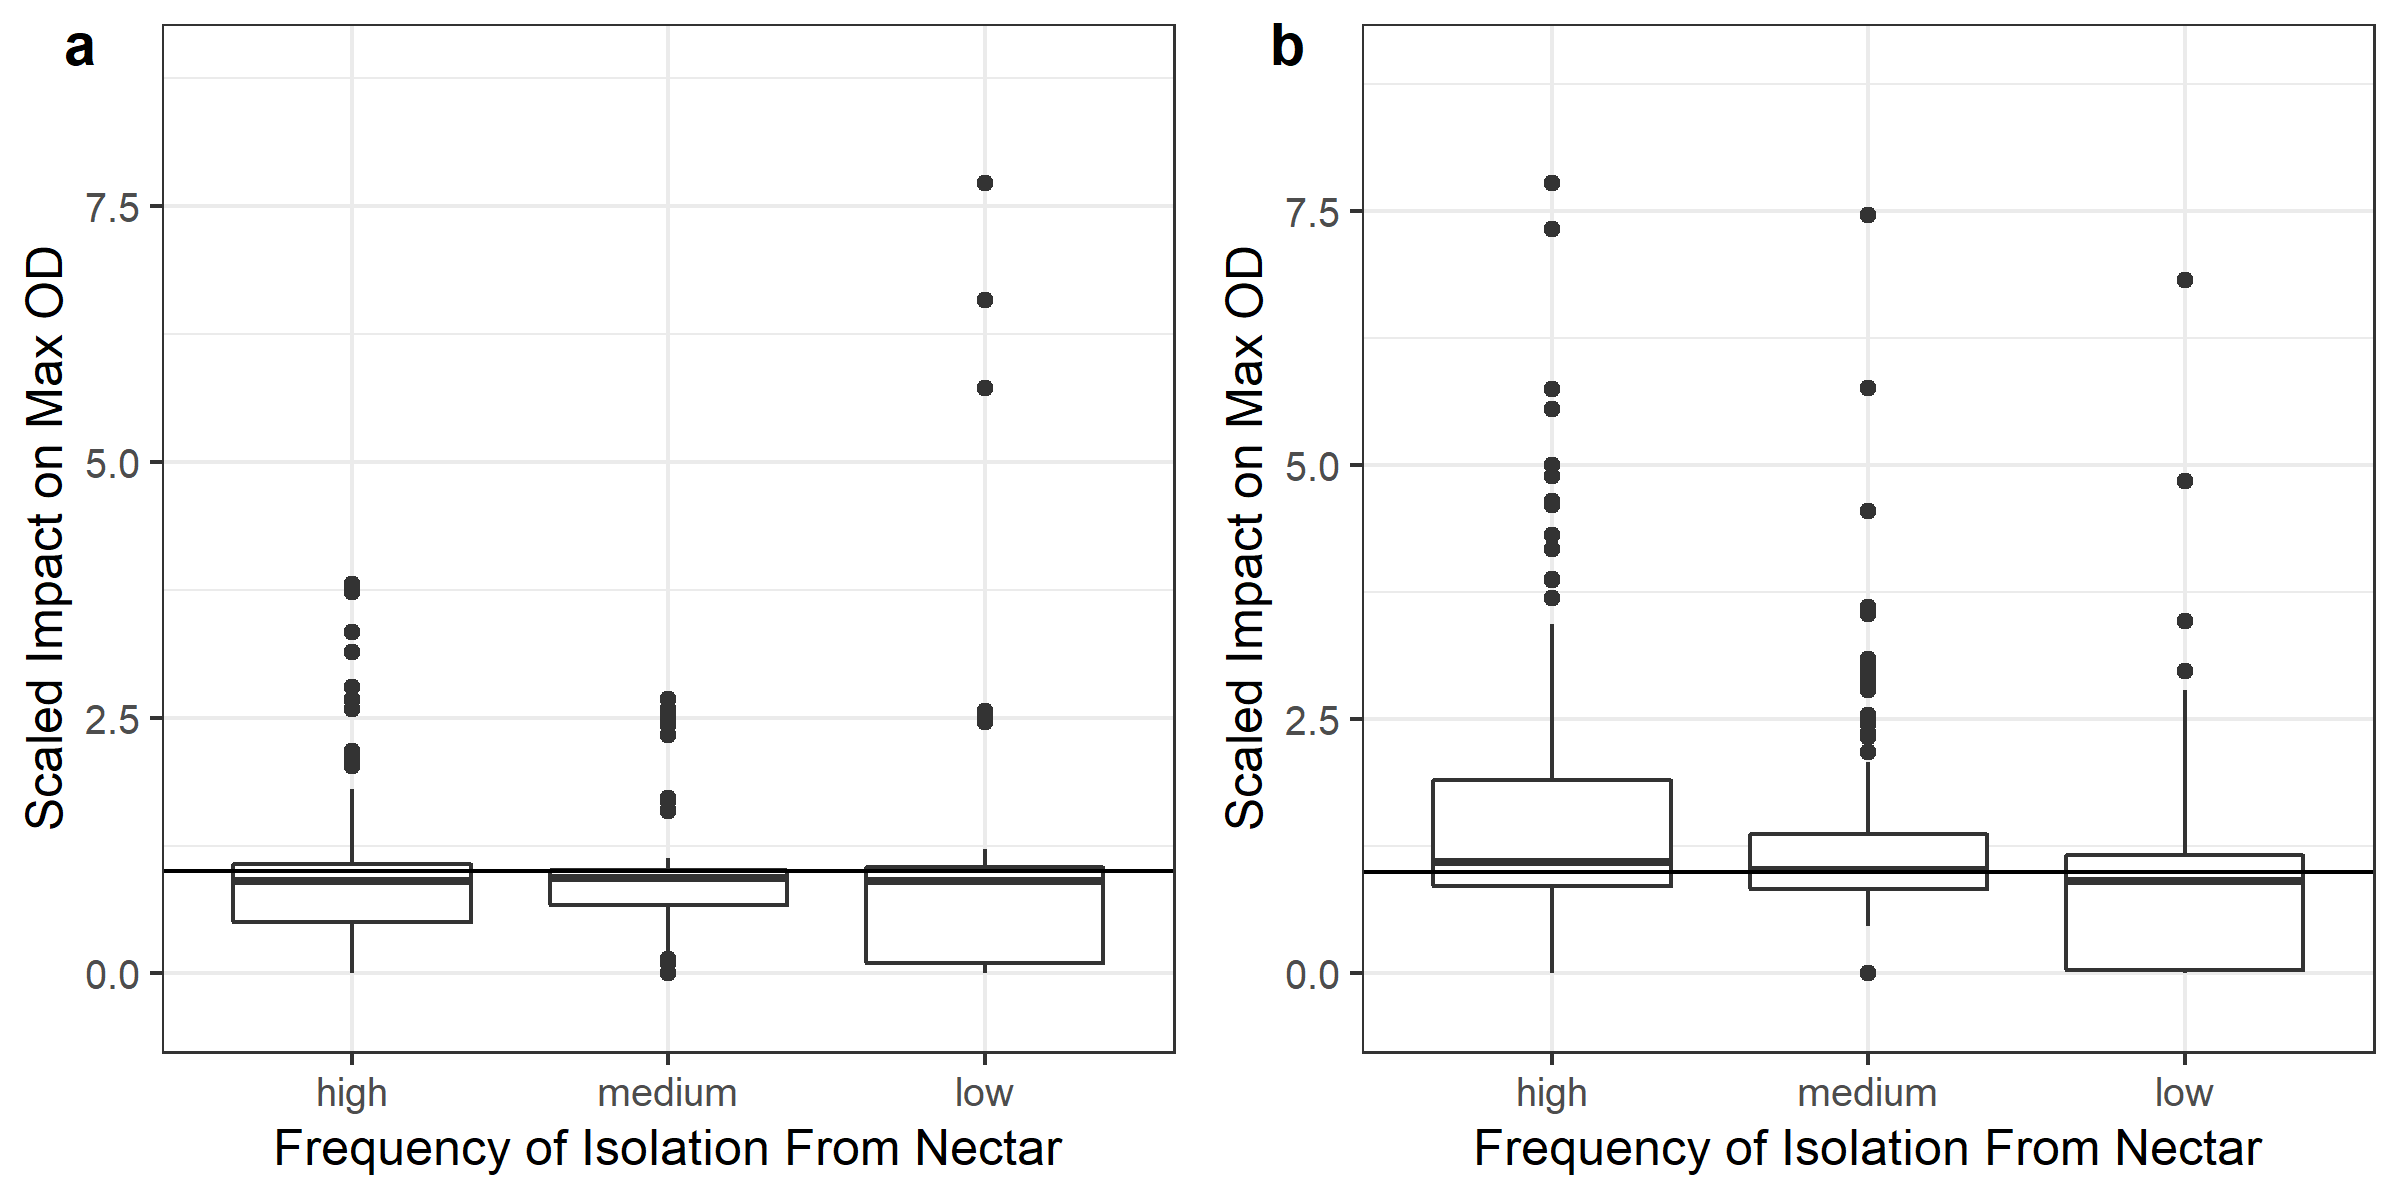 a
Scaled Impact on Max OD
7.5
5.0
2.5
0.0
high medium low
Frequency of Isolation From Nectar
b
Scaled Impact on Max OD
7.5
5.0
2.5
0.0
high medium low
Frequency of Isolation From Nectar